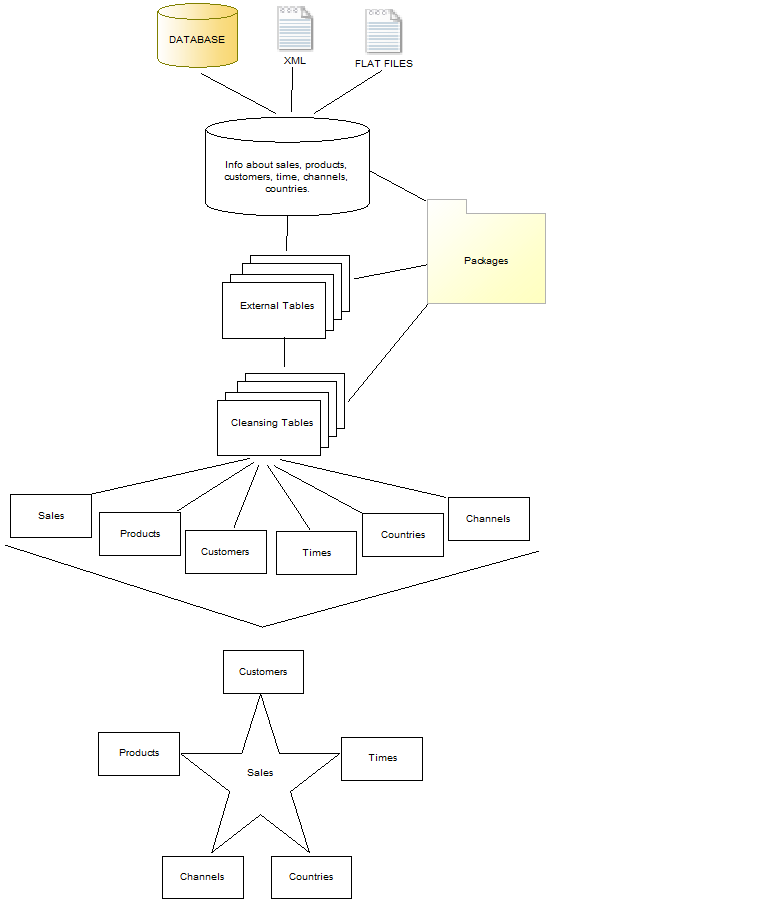 DATABASE
XML
FLAT FILES
Info about sales, products,
customers, time, channels,
countries.
Packages
External Tables
Cleansing Tables
Sales
Products
Customers
Times
Countries
Channels
Customers
Products
Sales
Times
Channels
Countries